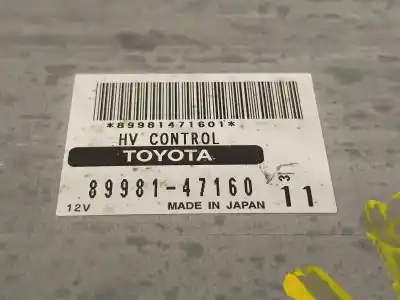 *89981471601*
HV CONTROL
TOYOTA
89981-47160
12V MADE IN JAPAN 11